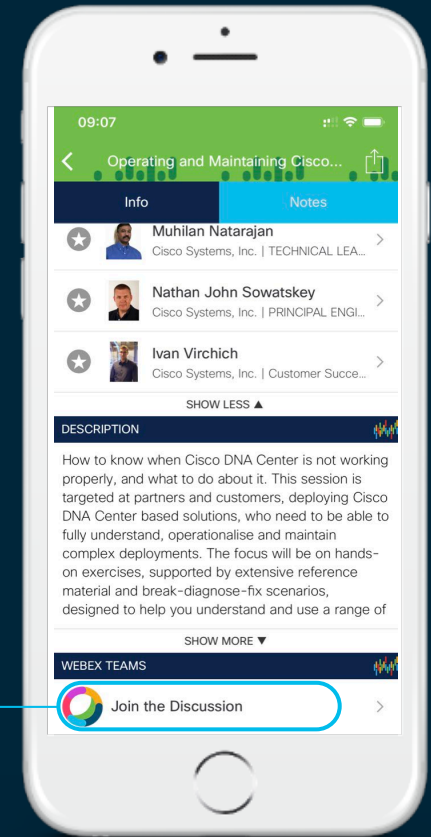 09:07
Operating and Maintaining Cisco...
Info
Notes
Muhilan Natarajan
Cisco Systems, Inc. | TECHNICAL LEA...
Nathan John Sowatskey
Cisco Systems, Inc. | PRINCIPAL ENGI...
Ivan Virchich
Cisco Systems, Inc. | Customer Succe...
SHOW LESS ▲
DESCRIPTION
How to know when Cisco DNA Center is not working
properly, and what to do about it. This session is
targeted at partners and customers, deploying Cisco
DNA Center based solutions, who need to be able to
fully understand, operationalise and maintain
complex deployments. The focus will be on hands-
on exercises, supported by extensive reference
material and break-diagnose-fix scenarios,
designed to help you understand and use a range of
SHOW MORE ▼
WEBEX TEAMS
Join the Discussion